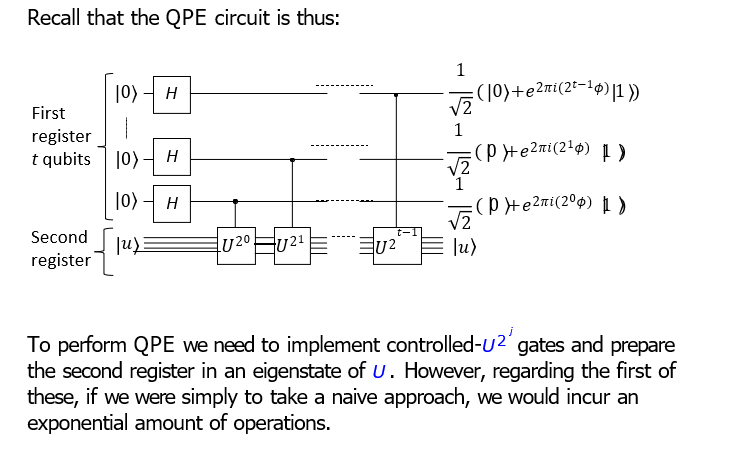 Recall that the QPE circuit is thus:
1
|0⟩ H √2 (|0⟩+e^{2πi(2^{t−1}φ)}|1⟩)
First
register
t qubits
1
|0⟩ H √2 (|0⟩+e^{2πi(2^1φ)} |1⟩
1
|0⟩ H √2 (|0⟩+e^{2πi(2^0φ)} |1⟩
Second
register
|u⟩ U^{2^0} U^{2^1} U^{2^{t−1}} |u⟩
To perform QPE we need to implement controlled-U^{2^j} gates and prepare
the second register in an eigenstate of U. However, regarding the first of
these, if we were simply to take a naive approach, we would incur an
exponential amount of operations.